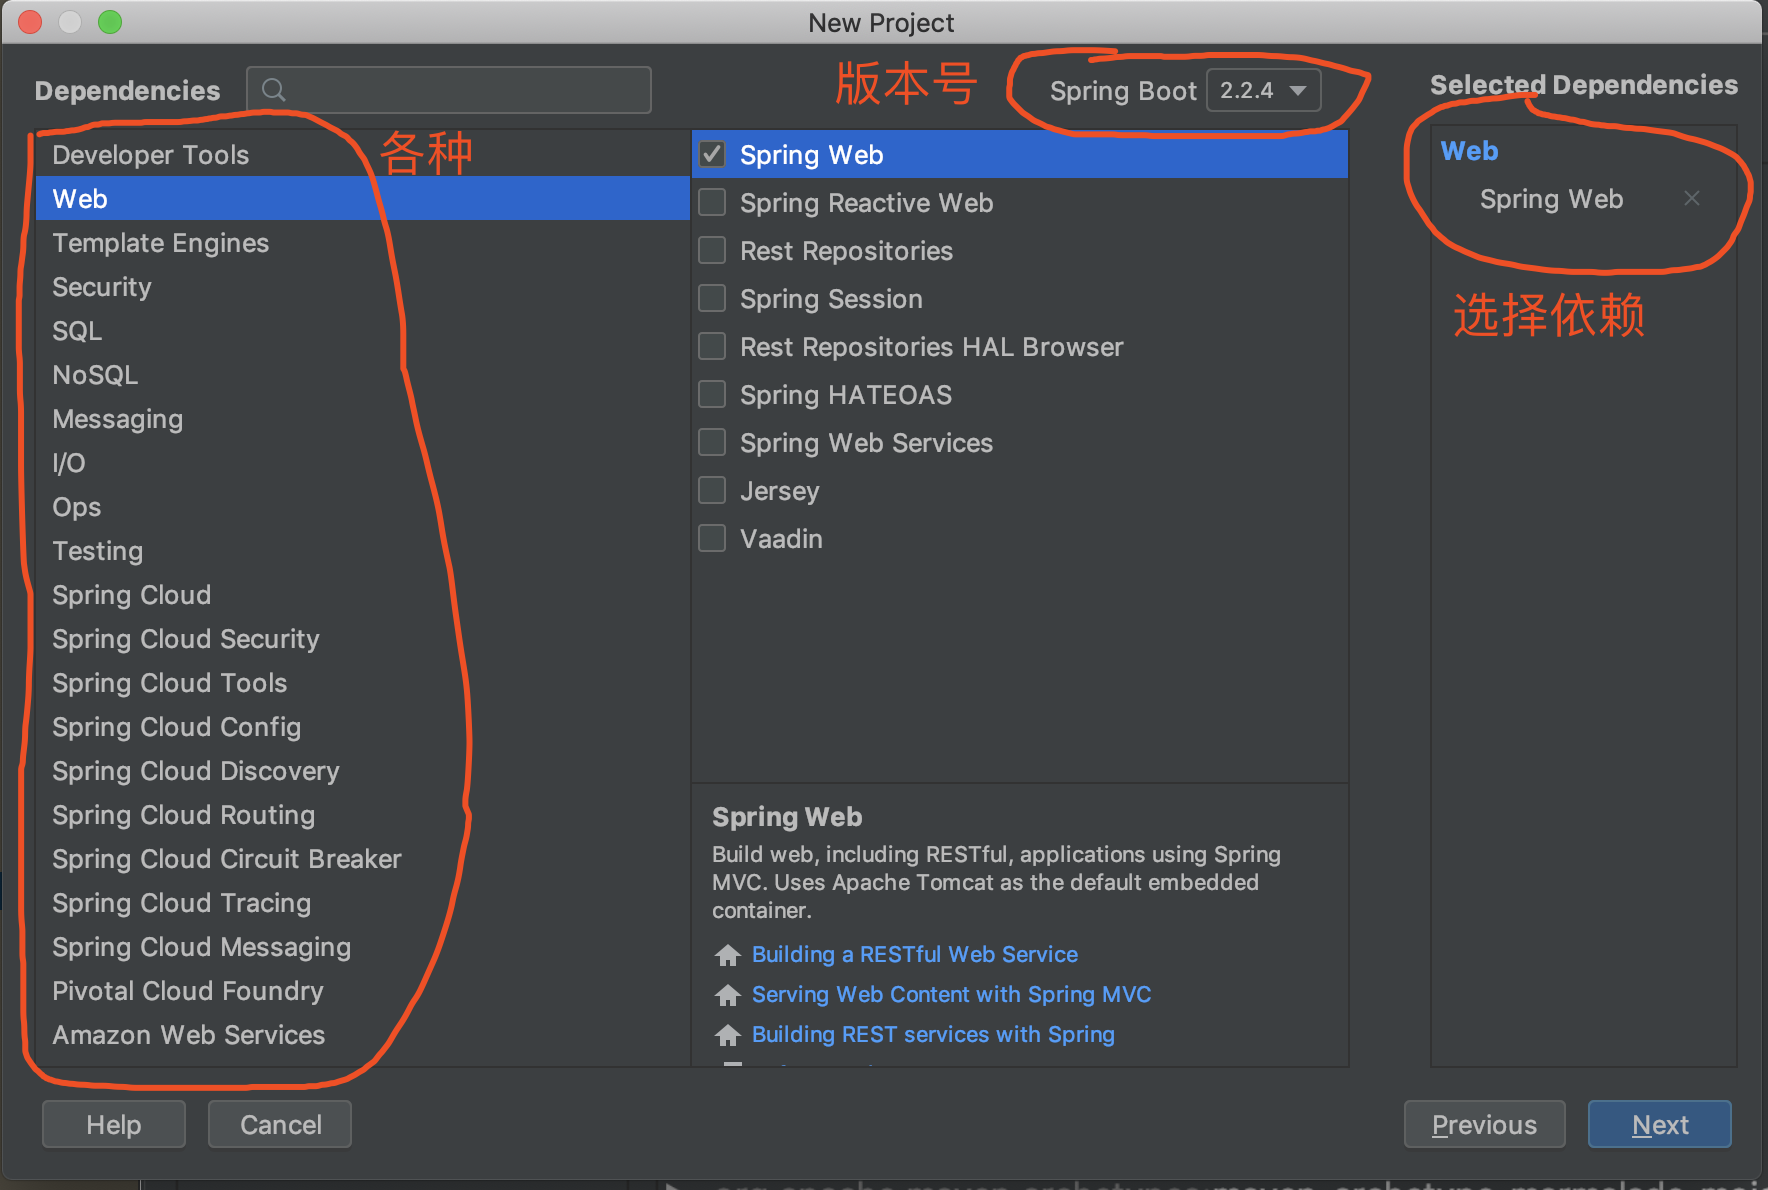 New Project
Dependencies
版本号
Spring Boot 2.2.4
Selected Dependencies
各种
Developer Tools
Web
Template Engines
Security
SQL
NoSQL
Messaging
I/O
Ops
Testing
Spring Cloud
Spring Cloud Security
Spring Cloud Tools
Spring Cloud Config
Spring Cloud Discovery
Spring Cloud Routing
Spring Cloud Circuit Breaker
Spring Cloud Tracing
Spring Cloud Messaging
Pivotal Cloud Foundry
Amazon Web Services
Spring Web
Spring Reactive Web
Rest Repositories
Spring Session
Rest Repositories HAL Browser
Spring HATEOAS
Spring Web Services
Jersey
Vaadin
Spring Web
Build web, including RESTful, applications using Spring
MVC. Uses Apache Tomcat as the default embedded
container.
Building a RESTful Web Service
Serving Web Content with Spring MVC
Building REST services with Spring
Web
Spring Web
选择依赖
Help
Cancel
Previous
Next